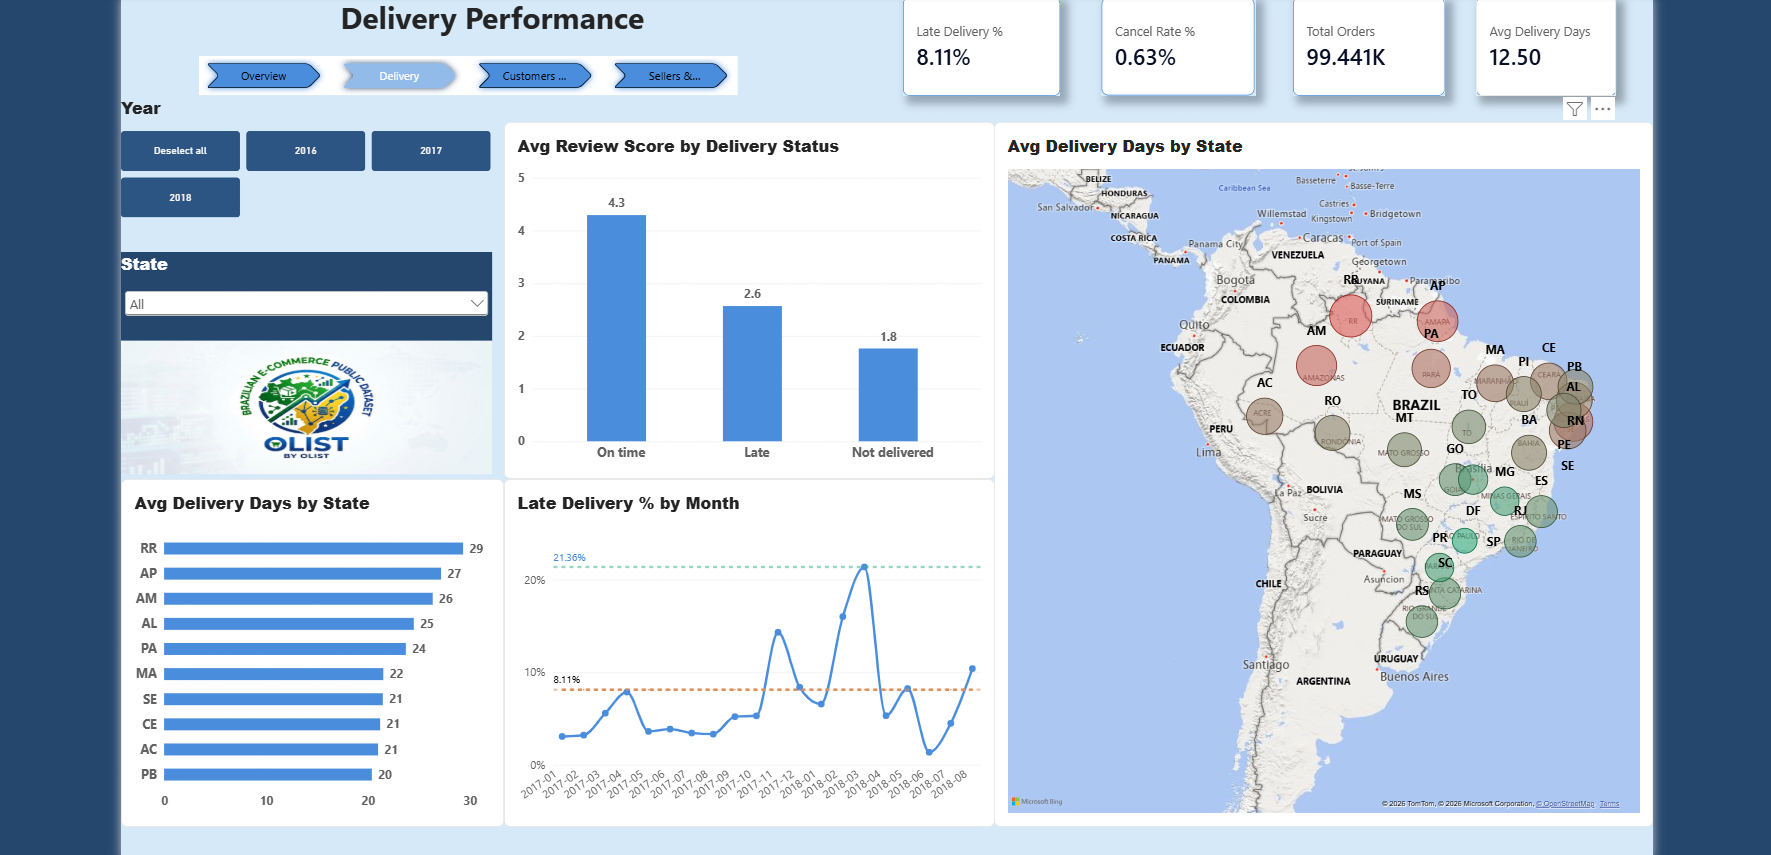 Delivery Performance
Overview
Delivery
Customers ...
Sellers &...
Late Delivery %
8.11%
Cancel Rate %
0.63%
Total Orders
99.441K
Avg Delivery Days
12.50
Year
Deselect all
2016
2017
2018
State
All
BRAZILIAN E-COMMERCE PUBLIC DATASET
OLIST
BY OLIST
Avg Review Score by Delivery Status
5
4
3
2
1
0
4.3
2.6
1.8
On time
Late
Not delivered
Avg Delivery Days by State
RR 29
AP 27
AM 26
AL 25
PA 24
MA 22
SE 21
CE 21
AC 21
PB 20
0 10 20 30
Late Delivery % by Month
21.36%
20%
10%
8.11%
0%
2017-01
2017-02
2017-03
2017-04
2017-05
2017-06
2017-07
2017-08
2017-09
2017-10
2017-11
2017-12
2018-01
2018-02
2018-03
2018-04
2018-05
2018-06
2018-07
2018-08
Avg Delivery Days by State
BELIZE
HONDURAS
San Salvador
NICARAGUA
COSTA RICA
Panama City
PANAMA
Caribbean Sea
Basseterre
Basse-Terre
Castries
Kingstown
Bridgetown
Willemstad
Caracas
Port of Spain
VENEZUELA
Georgetown
GUYANA
Paramaribo
SURINAME
Bogota
COLOMBIA
Quito
ECUADOR
RR
RR
AP
AMAPÁ
AM
AMAZONAS
PA
PARÁ
MA
MARANHÃO
PI
PIAUÍ
CE
CEARÁ
PB
AL
RN
PE
SE
AC
ACRE
RO
RONDÔNIA
BRAZIL
MT
MATO GROSSO
TO
TO
BA
BAHIA
GO
Brasília
MG
MINAS GERAIS
ES
ESPÍRITO SANTO
MS
MATO GROSSO
DO SUL
DF
RJ
RIO DE
JANEIRO
PR
SP
SC
SANTA CATARINA
RS
RIO GRANDE
DO SUL
PERU
Lima
La Paz
BOLIVIA
Sucre
PARAGUAY
Asuncion
CHILE
Santiago
ARGENTINA
URUGUAY
Buenos Aires
Microsoft Bing
© 2026 TomTom, © 2026 Microsoft Corporation, © OpenStreetMap Terms